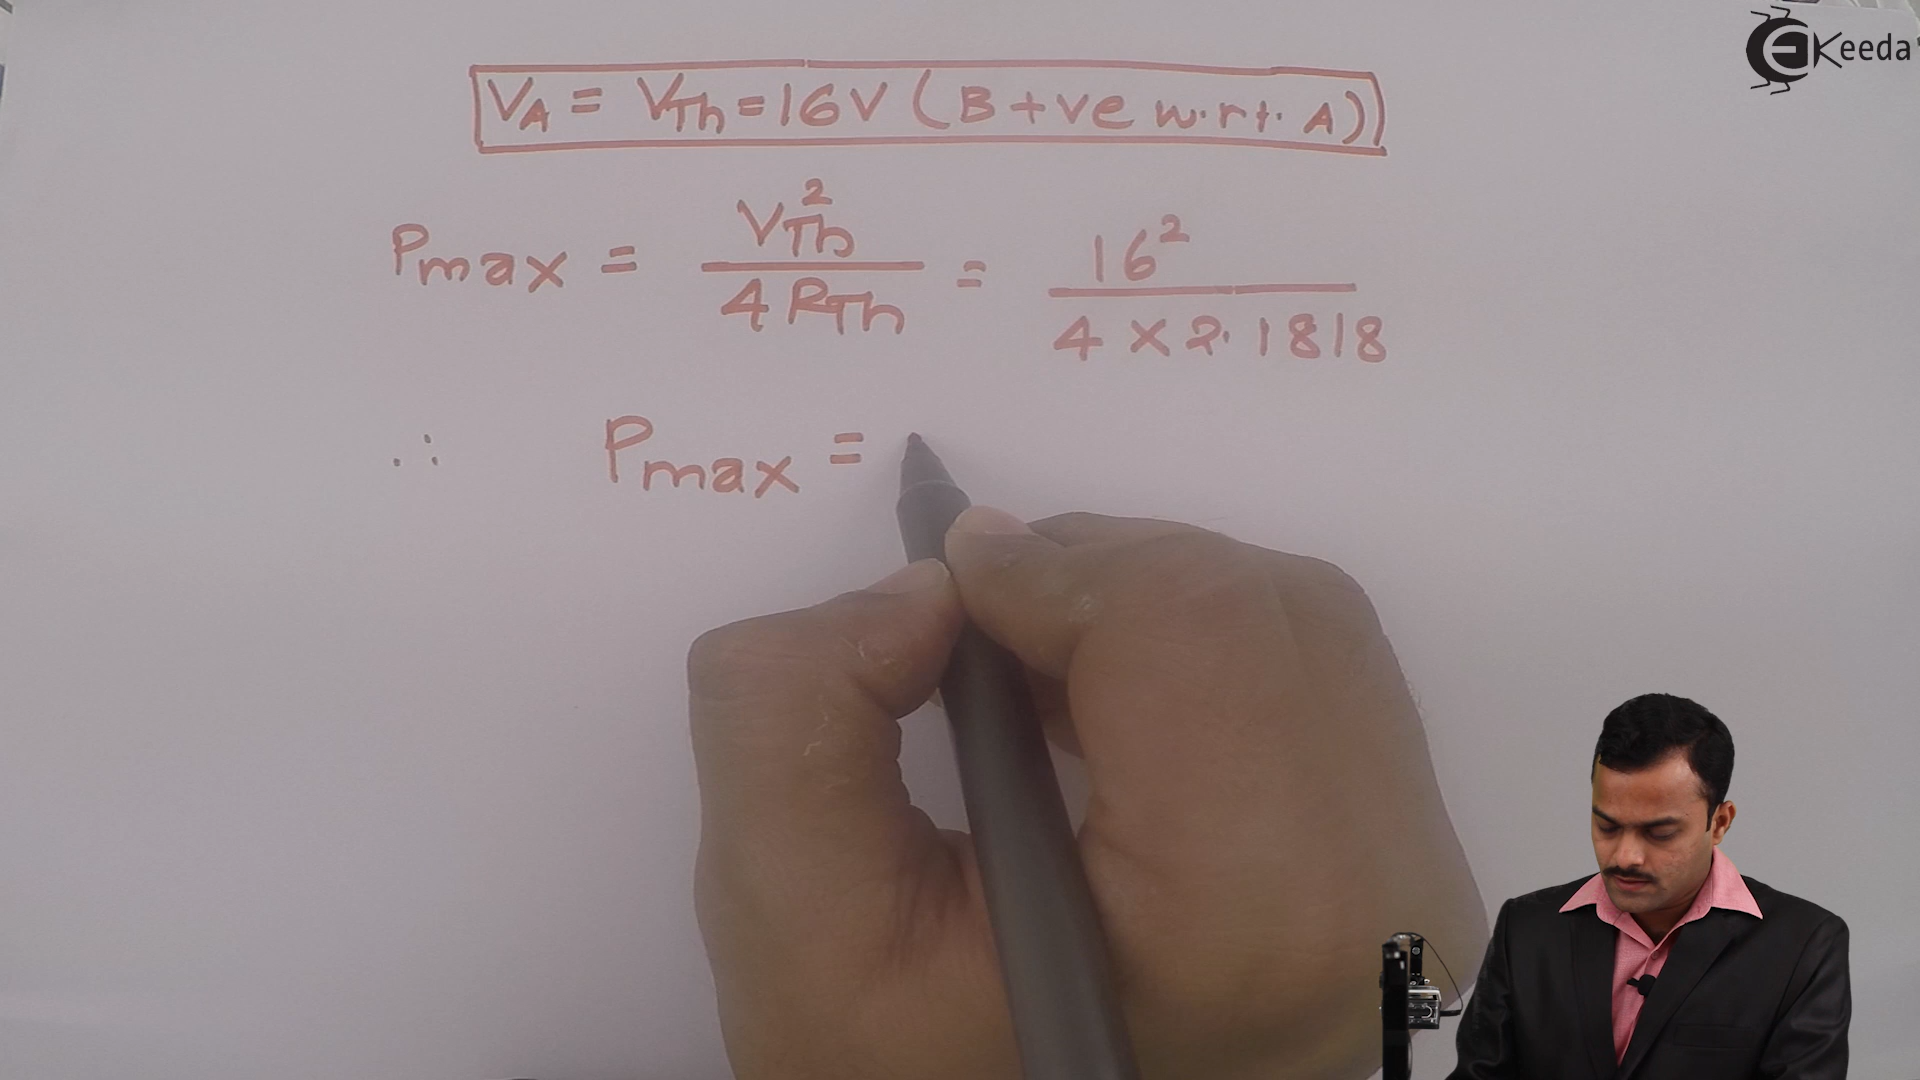 EKeeda
VA = VTh = 16V (B +ve w.r.t. A)
Pmax = VTh² / 4RTh = 16² / 4 × 2.1818
∴ Pmax =